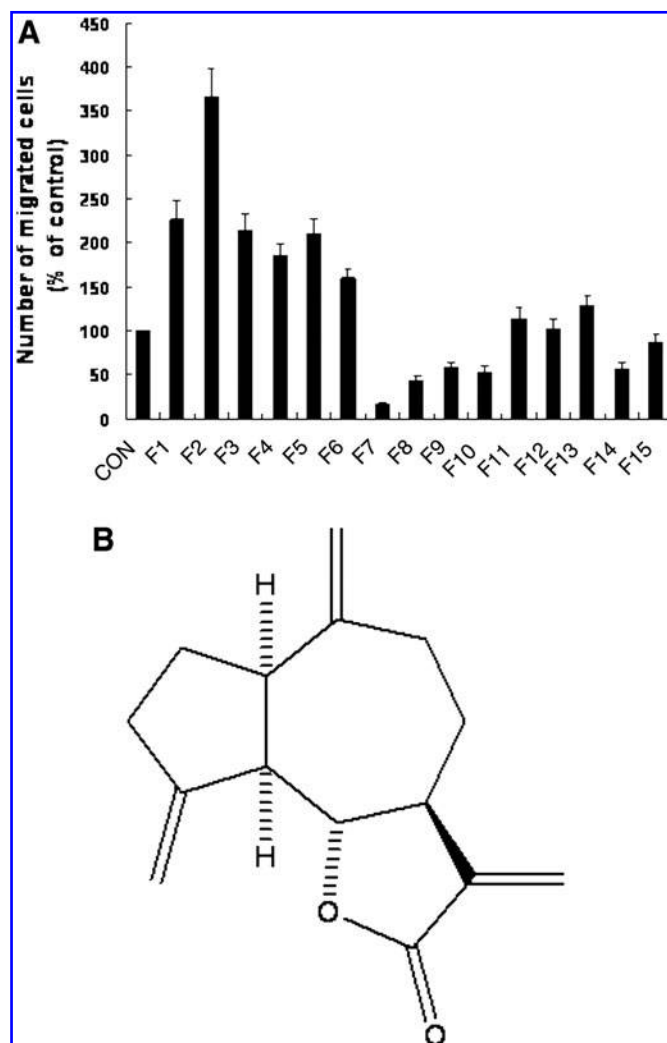 A
Number of migrated cells
(% of control)
450
400
350
300
250
200
150
100
50
0
CON
F1
F2
F3
F4
F5
F6
F7
F8
F9
F10
F11
F12
F13
F14
F15
B
H
H
O
O